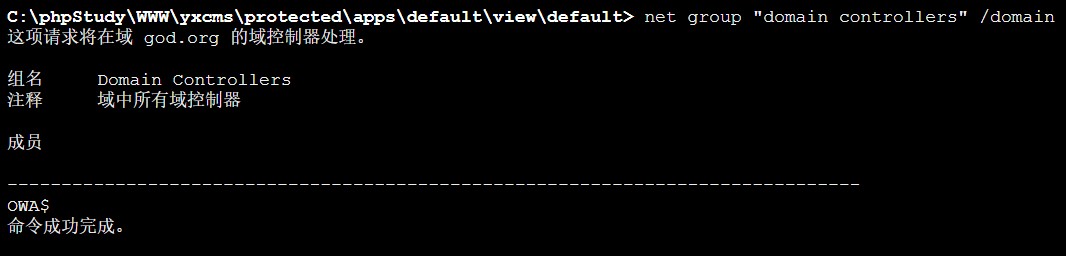 C:\phpStudy\WWW\yxcms\protected\apps\default\view\default> net group "domain controllers" /domain
这项请求将在域 god.org 的域控制器处理。
组名     Domain Controllers
注释     域中所有域控制器
成员
-------------------------------------------------------------------------------
OWA$
命令成功完成。